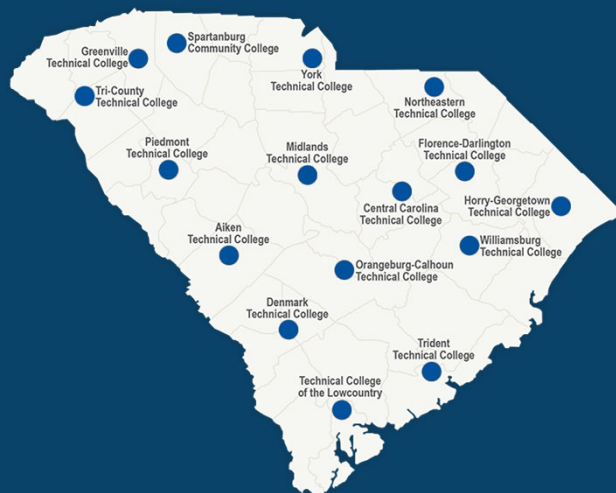 Spartanburg
Community College
Greenville
Technical College
York
Technical College
Tri-County
Technical College
Northeastern
Technical College
Piedmont
Technical College
Midlands
Technical College
Florence-Darlington
Technical College
Central Carolina
Technical College
Horry-Georgetown
Technical College
Aiken
Technical College
Williamsburg
Technical College
Orangeburg-Calhoun
Technical College
Denmark
Technical College
Trident
Technical College
Technical College
of the Lowcountry